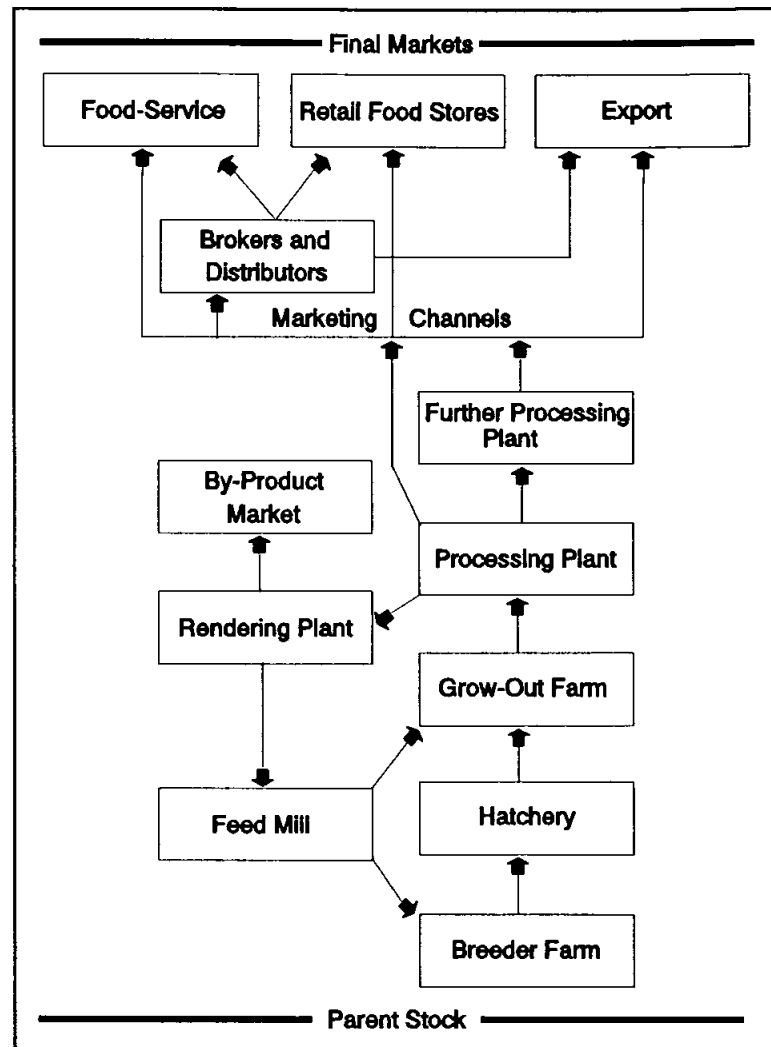 Final Markets
Food-Service
Retail Food Stores
Export
Brokers and
Distributors
Marketing Channels
Further Processing
Plant
By-Product
Market
Processing Plant
Rendering Plant
Grow-Out Farm
Feed Mill
Hatchery
Breeder Farm
Parent Stock